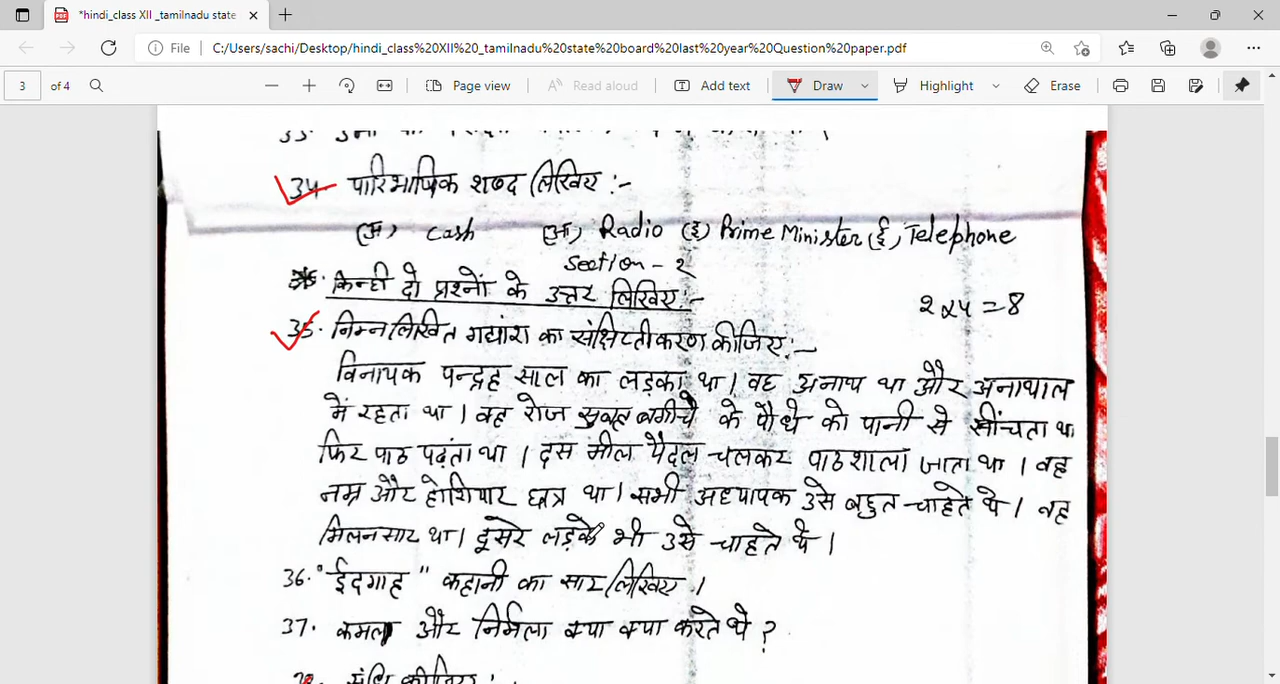 *hindi_class XII _tamilnadu state
File C:/Users/sachi/Desktop/hindi_class%20XII%20_tamilnadu%20state%20board%20last%20year%20Question%20paper.pdf
3 of 4 Page view Read aloud Add text Draw Highlight Erase
34 पारिभाषिक शब्द लिखिए :-
(अ) Cash (आ) Radio (इ) Prime Minister (ई) Telephone
Section - २
किन्ही दो प्रश्नों के उत्तर लिखिए :-
२ x४ = 8
35. निम्नलिखित गद्यांश का संक्षिप्तीकरण कीजिए :-
विनायक पन्द्रह साल का लड़का था। वह अनाथ था और अनाथाल
में रहता था। वह रोज सुबह बगीचे के पौधे को पानी से सींचता था
फिर पाठ पढ़ंता था। दस मील पैदल चलकर पाठशाला जाता था। वह
नम्र और होशियार छात्र था। सभी अध्यापक उसे बहुत चाहते थे। वह
मिलनसार था। दूसरे लड़के भी उसे चाहते थे।
36. "ईदगाह" कहानी का सार लिखिए।
37. कमला और निर्मला क्या क्या करते थे ?